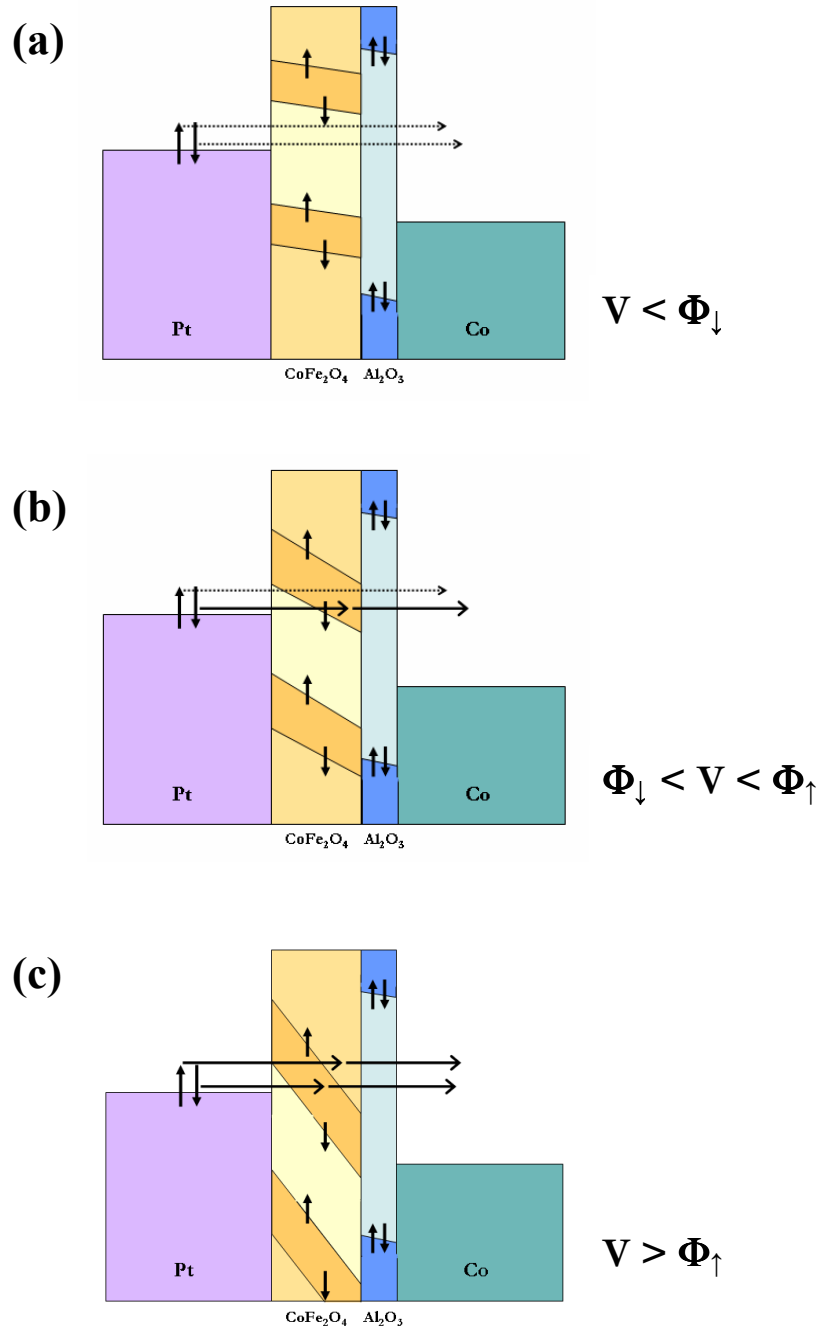 (a)
Pt
Co
CoFe₂O₄ Al₂O₃
V < Φ↓
(b)
Pt
Co
CoFe₂O₄ Al₂O₃
Φ↓ < V < Φ↑
(c)
Pt
Co
CoFe₂O₄ Al₂O₃
V > Φ↑